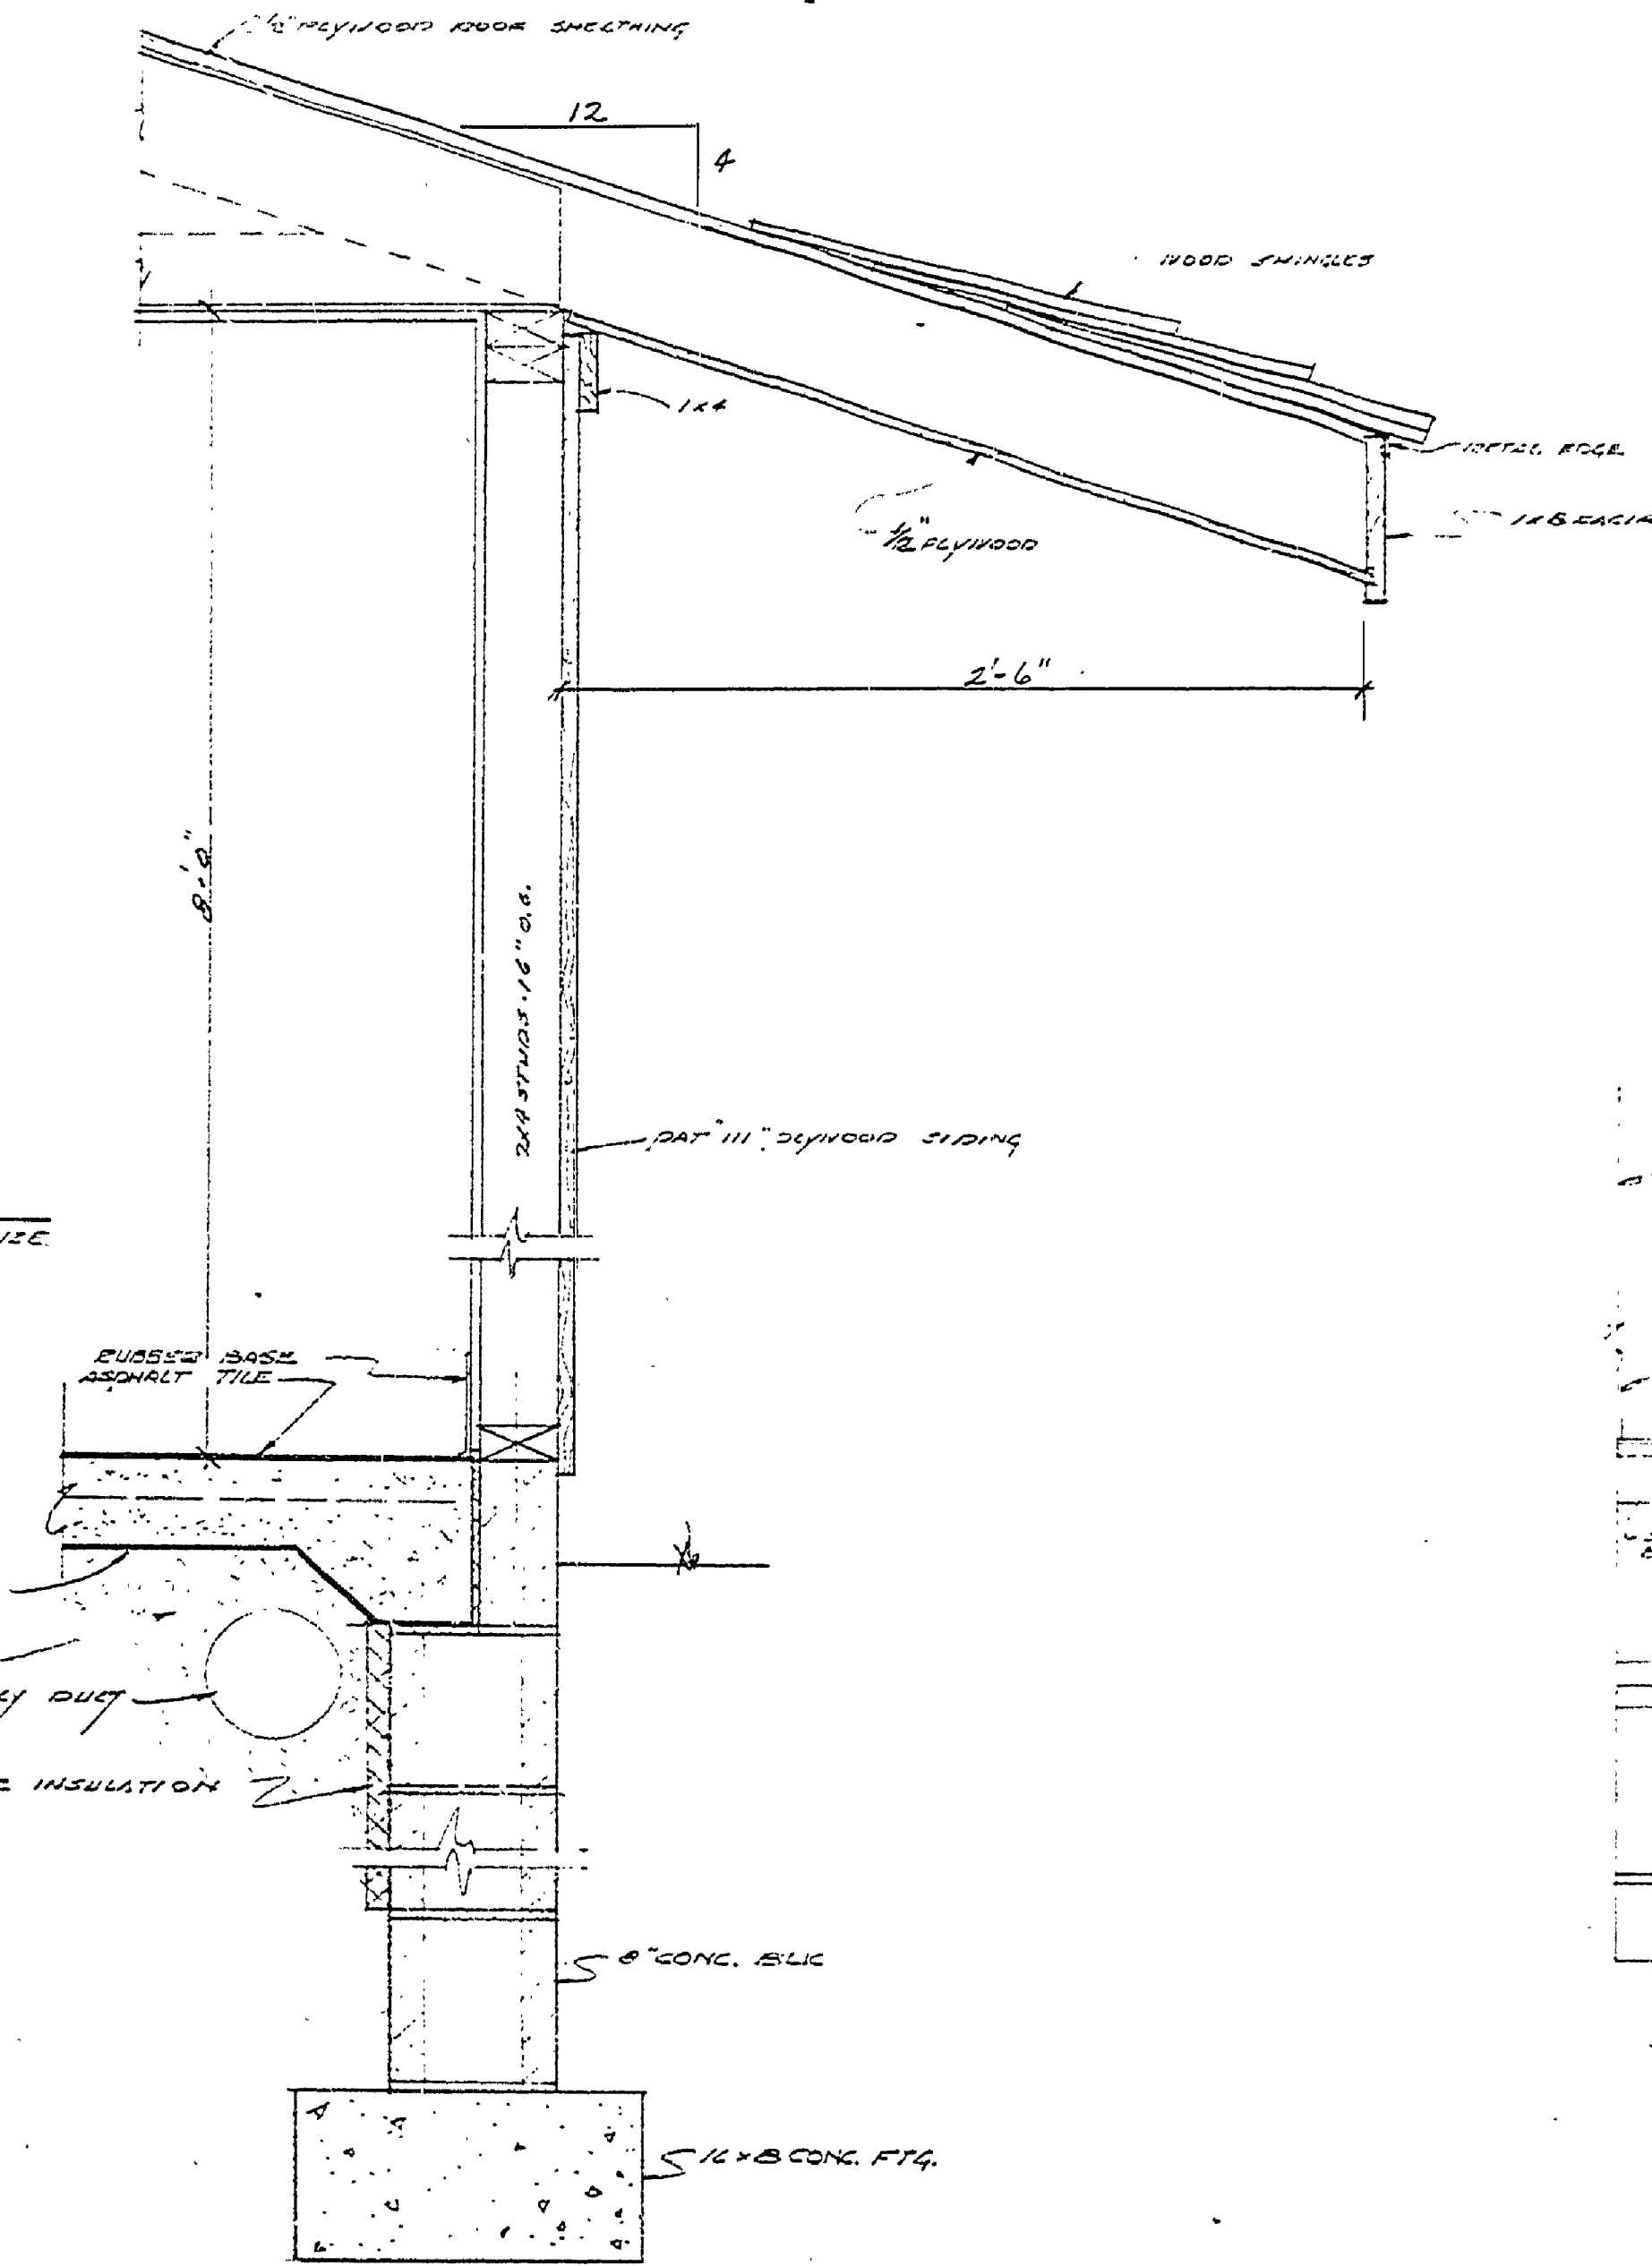 1/2" PLYWOOD ROOF SHEETHING
12
4
WOOD SHINGLES
1x4
METAL EDGE
1/2" PLYWOOD
1x8 FACIA
2'-6"
8'-0"
2x4 STUDS-16" O.C.
PAT "111" PLYWOOD SIDING
RUBBER BASE
ASPHALT TILE
DUCT
INSULATION
8" CONC. BLK
16x8 CONC. FTG.